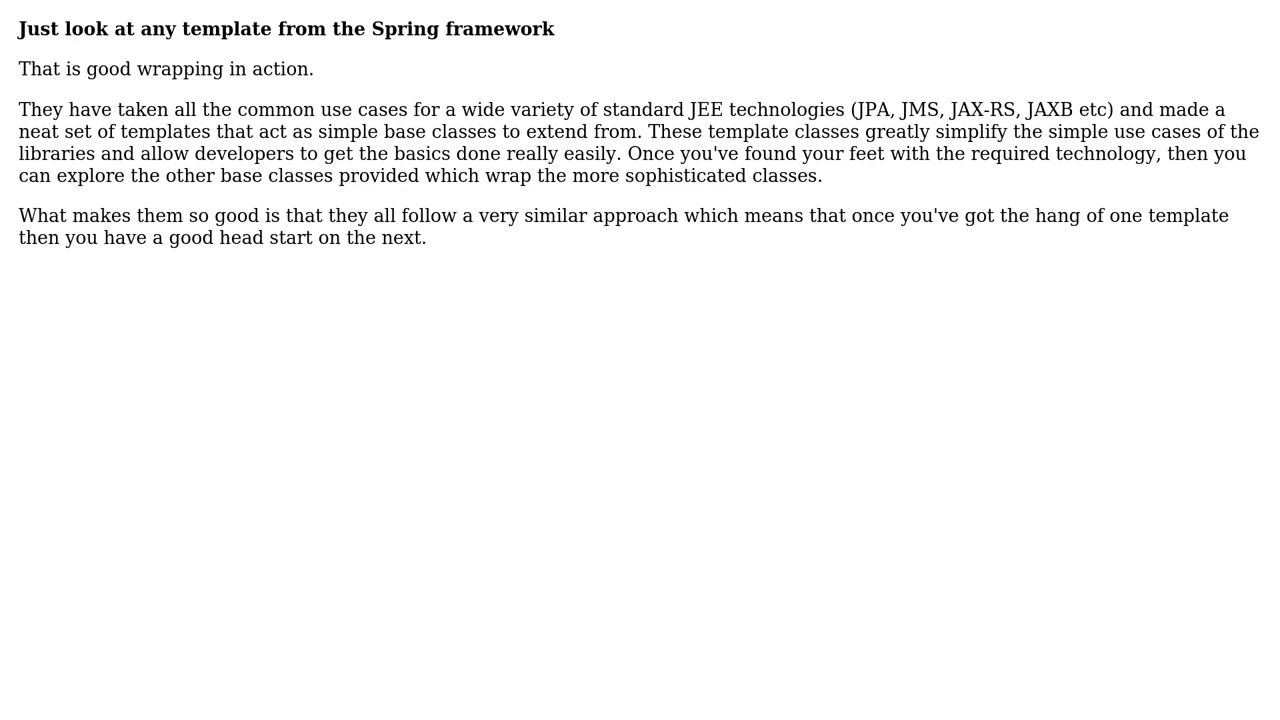 Just look at any template from the Spring framework
That is good wrapping in action.
They have taken all the common use cases for a wide variety of standard JEE technologies (JPA, JMS, JAX-RS, JAXB etc) and made a
neat set of templates that act as simple base classes to extend from. These template classes greatly simplify the simple use cases of the
libraries and allow developers to get the basics done really easily. Once you've found your feet with the required technology, then you
can explore the other base classes provided which wrap the more sophisticated classes.
What makes them so good is that they all follow a very similar approach which means that once you've got the hang of one template
then you have a good head start on the next.